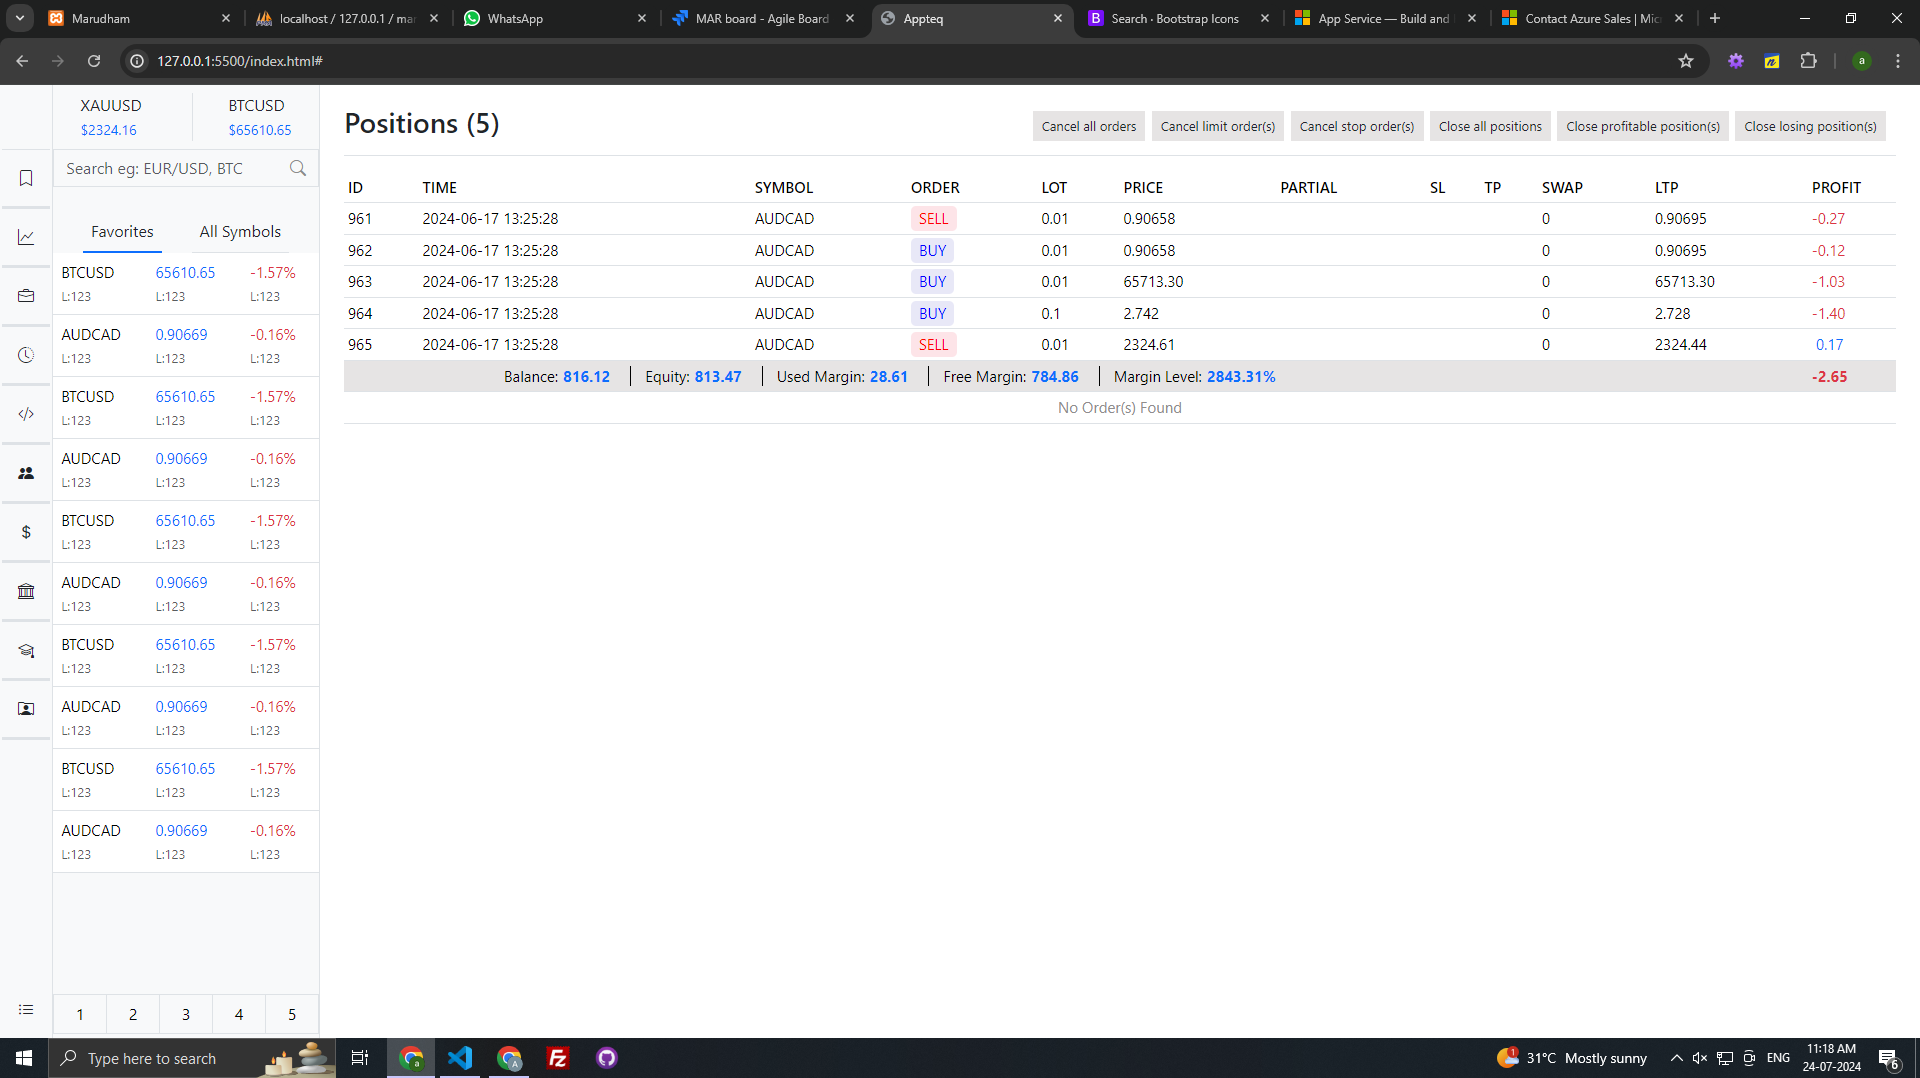 Marudham
localhost / 127.0.0.1 / mar
WhatsApp
MAR board - Agile Board
Appteq
Search · Bootstrap Icons
App Service — Build and
Contact Azure Sales | Mic
127.0.0.1:5500/index.html#
a
XAUUSD BTCUSD
$2324.16 $65610.65
Search eg: EUR/USD, BTC
Favorites All Symbols
BTCUSD 65610.65 -1.57%
L:123 L:123 L:123
AUDCAD 0.90669 -0.16%
L:123 L:123 L:123
BTCUSD 65610.65 -1.57%
L:123 L:123 L:123
AUDCAD 0.90669 -0.16%
L:123 L:123 L:123
BTCUSD 65610.65 -1.57%
L:123 L:123 L:123
AUDCAD 0.90669 -0.16%
L:123 L:123 L:123
BTCUSD 65610.65 -1.57%
L:123 L:123 L:123
AUDCAD 0.90669 -0.16%
L:123 L:123 L:123
BTCUSD 65610.65 -1.57%
L:123 L:123 L:123
AUDCAD 0.90669 -0.16%
L:123 L:123 L:123
1 2 3 4 5
Positions (5)
Cancel all orders Cancel limit order(s) Cancel stop order(s) Close all positions Close profitable position(s) Close losing position(s)
ID TIME SYMBOL ORDER LOT PRICE PARTIAL SL TP SWAP LTP PROFIT
961 2024-06-17 13:25:28 AUDCAD SELL 0.01 0.90658 0 0.90695 -0.27
962 2024-06-17 13:25:28 AUDCAD BUY 0.01 0.90658 0 0.90695 -0.12
963 2024-06-17 13:25:28 AUDCAD BUY 0.01 65713.30 0 65713.30 -1.03
964 2024-06-17 13:25:28 AUDCAD BUY 0.1 2.742 0 2.728 -1.40
965 2024-06-17 13:25:28 AUDCAD SELL 0.01 2324.61 0 2324.44 0.17
Balance: 816.12 Equity: 813.47 Used Margin: 28.61 Free Margin: 784.86 Margin Level: 2843.31% -2.65
No Order(s) Found
Type here to search
31°C Mostly sunny
ENG
11:18 AM
24-07-2024
6